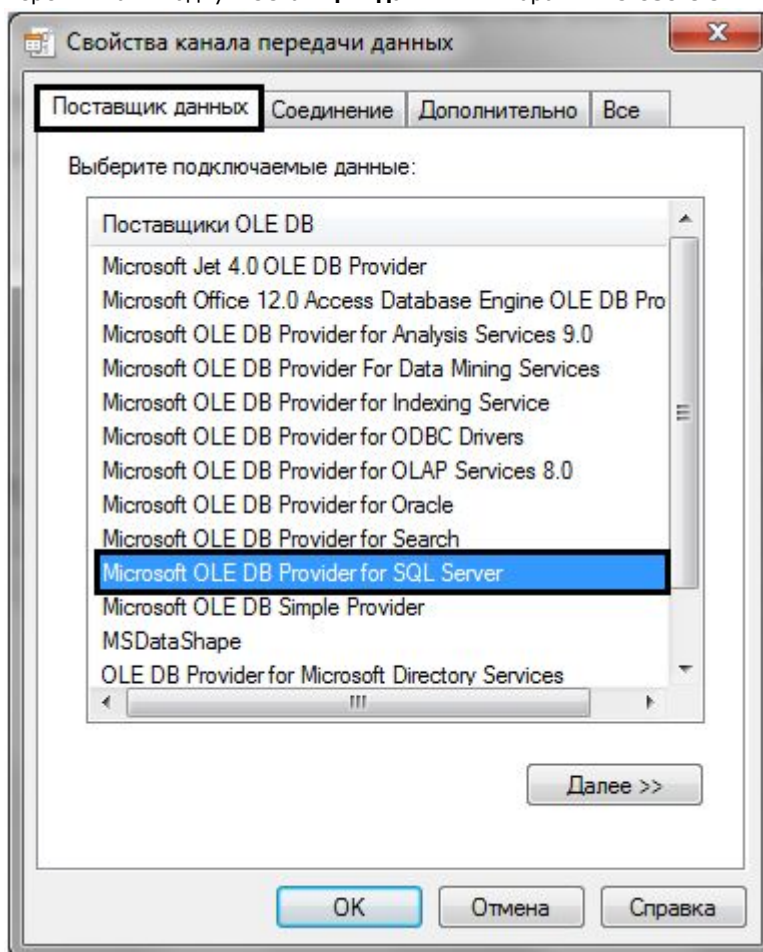 Свойства канала передачи данных
Поставщик данных
Соединение
Дополнительно
Все
Выберите подключаемые данные:
Поставщики OLE DB
Microsoft Jet 4.0 OLE DB Provider
Microsoft Office 12.0 Access Database Engine OLE DB Pro
Microsoft OLE DB Provider for Analysis Services 9.0
Microsoft OLE DB Provider For Data Mining Services
Microsoft OLE DB Provider for Indexing Service
Microsoft OLE DB Provider for ODBC Drivers
Microsoft OLE DB Provider for OLAP Services 8.0
Microsoft OLE DB Provider for Oracle
Microsoft OLE DB Provider for Search
Microsoft OLE DB Provider for SQL Server
Microsoft OLE DB Simple Provider
MSDataShape
OLE DB Provider for Microsoft Directory Services
Далее >>
OK
Отмена
Справка